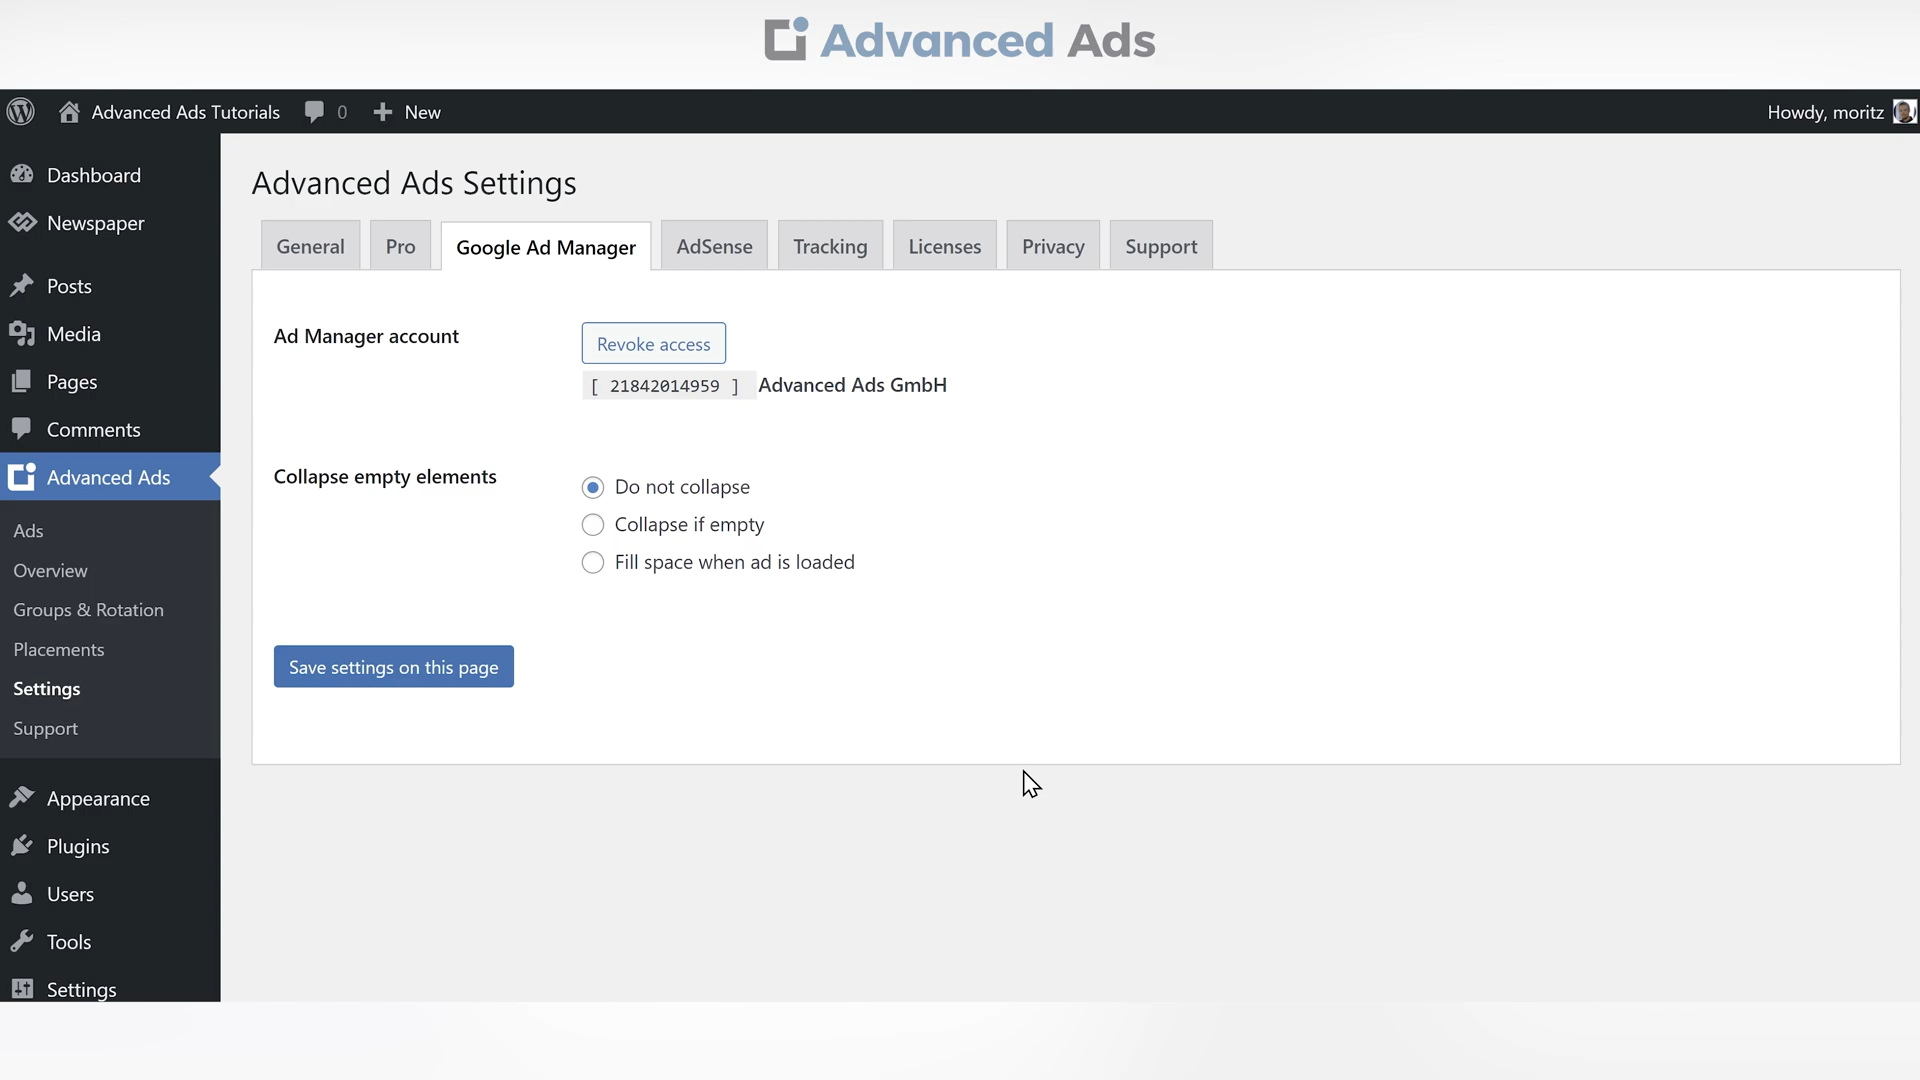 Advanced Ads
Advanced Ads Tutorials 0 New Howdy, moritz
Dashboard
Newspaper
Posts
Media
Pages
Comments
Advanced Ads
Ads
Overview
Groups & Rotation
Placements
Settings
Support
Appearance
Plugins
Users
Tools
Settings
Advanced Ads Settings
General Pro Google Ad Manager AdSense Tracking Licenses Privacy Support
Ad Manager account Revoke access
[ 21842014959 ] Advanced Ads GmbH
Collapse empty elements Do not collapse
Collapse if empty
Fill space when ad is loaded
Save settings on this page